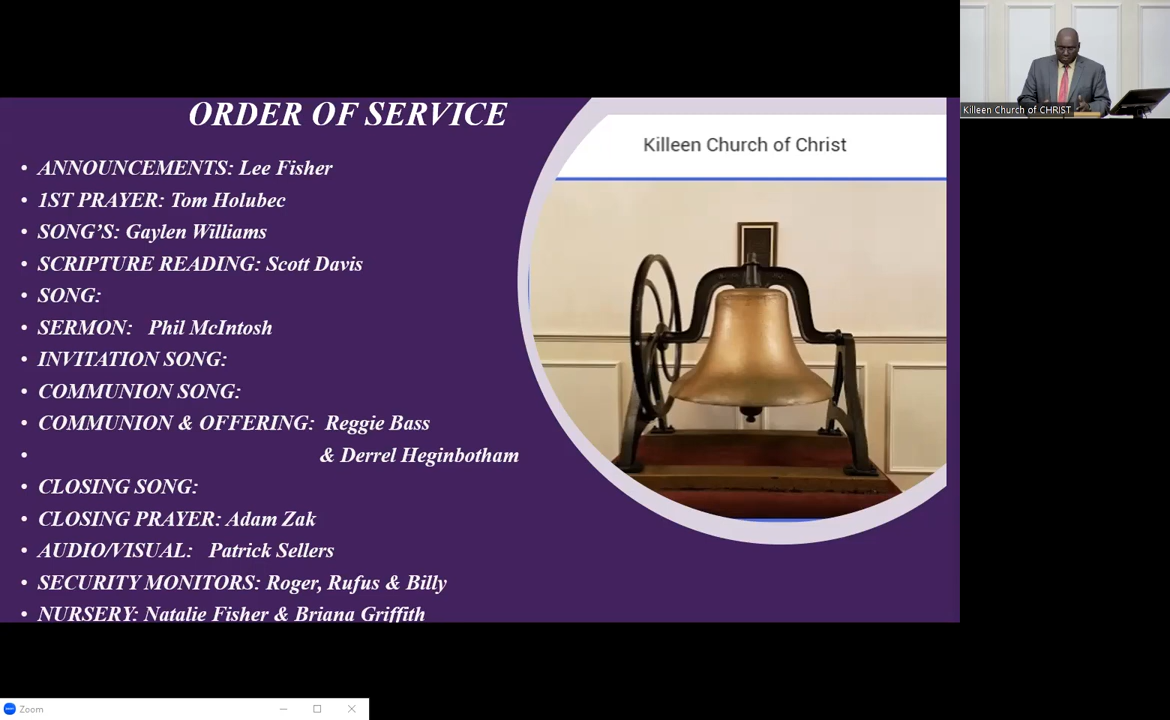 ORDER OF SERVICE
• ANNOUNCEMENTS: Lee Fisher
• 1ST PRAYER: Tom Holubec
• SONG’S: Gaylen Williams
• SCRIPTURE READING: Scott Davis
• SONG:
• SERMON: Phil McIntosh
• INVITATION SONG:
• COMMUNION SONG:
• COMMUNION & OFFERING: Reggie Bass
• & Derrel Heginbotham
• CLOSING SONG:
• CLOSING PRAYER: Adam Zak
• AUDIO/VISUAL: Patrick Sellers
• SECURITY MONITORS: Roger, Rufus & Billy
• NURSERY: Natalie Fisher & Briana Griffith
Killeen Church of Christ
Killeen Church of CHRIST
Zoom